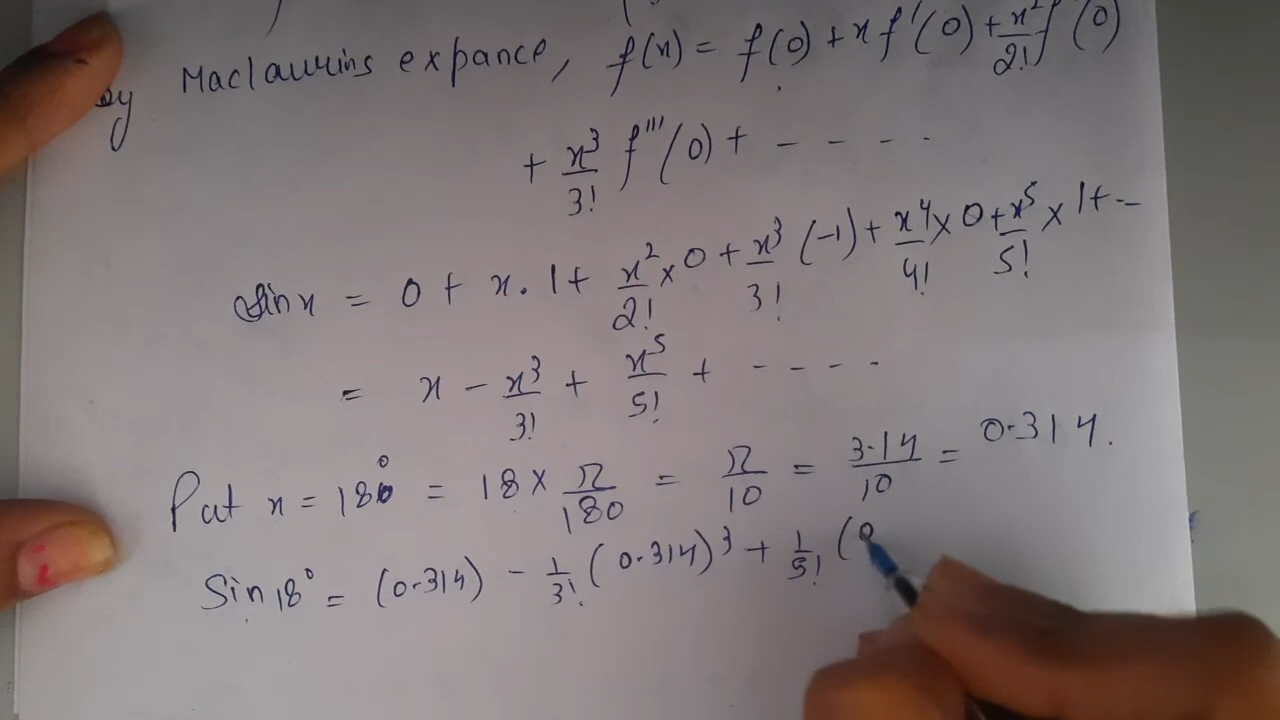 By Maclaurins expance, f(x) = f(0) + x f'(0) + x²/2! f''(0)
+ x³/3! f'''(0) + - - - -
Sin x = 0 + x . 1 + x²/2! × 0 + x³/3! (-1) + x⁴/4! × 0 + x⁵/5! × 1 + - -
= x - x³/3! + x⁵/5! + - - - -
Put x = 18° = 18 × π/180 = π/10 = 3.14/10 = 0.314.
Sin 18° = (0.314) - 1/3! (0.314)³ + 1/5! (0